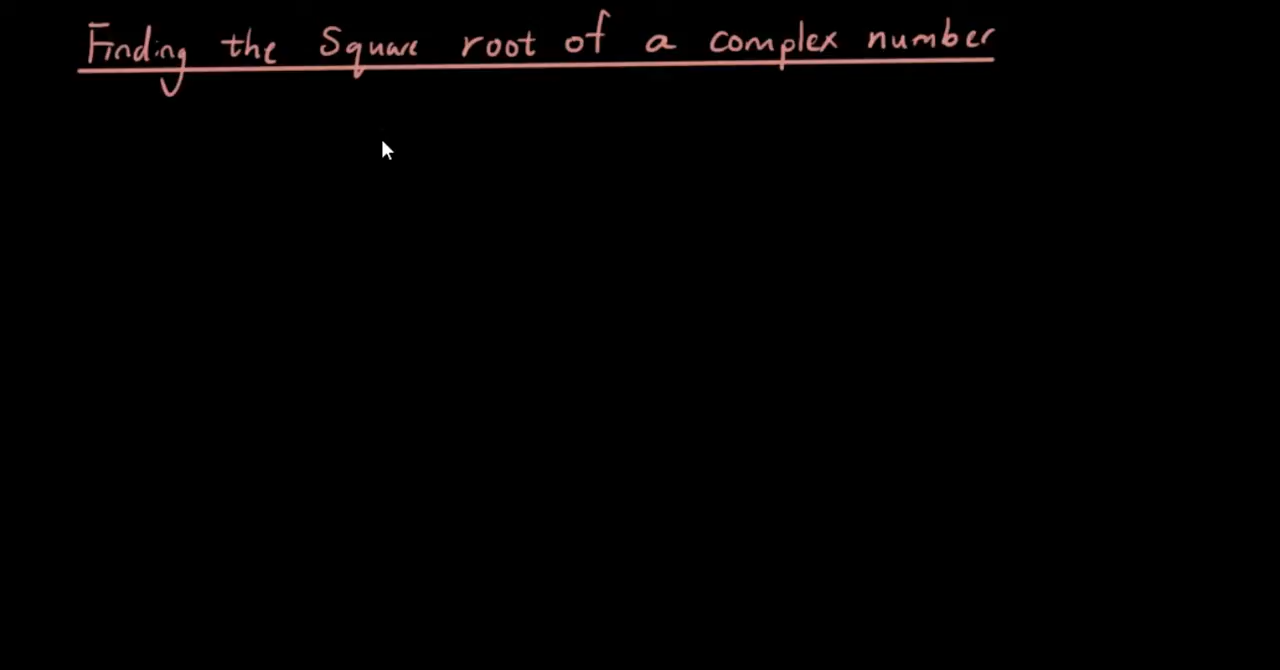 Finding the Square root of a complex number